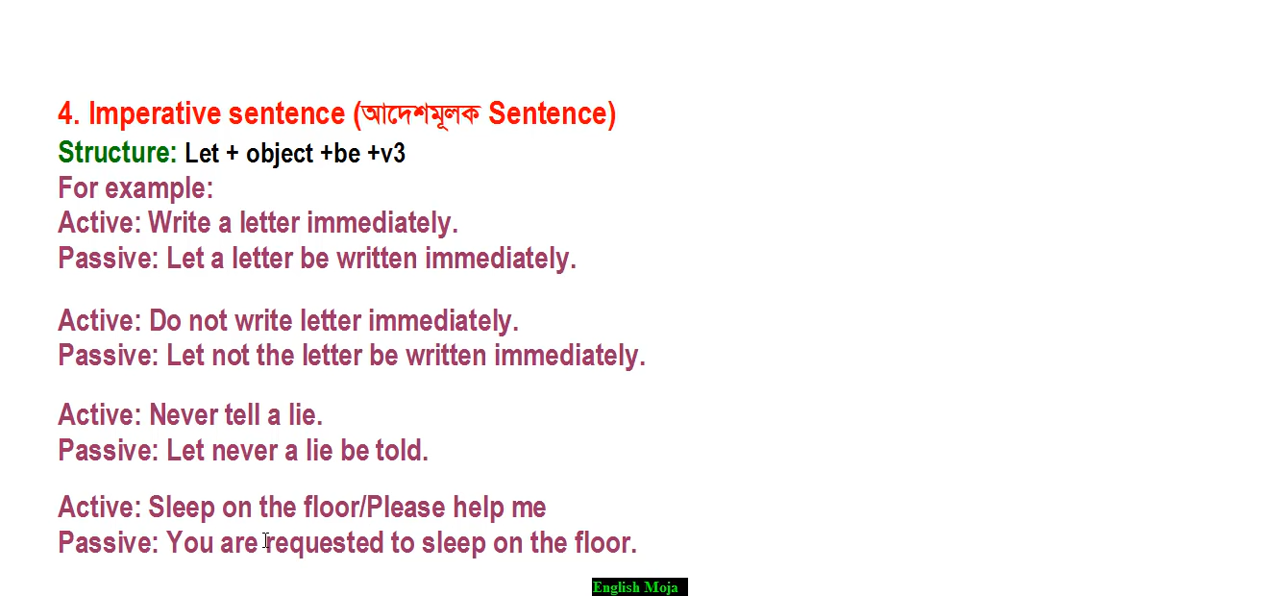 4. Imperative sentence (আদেশমূলক Sentence)
Structure: Let + object +be +v3
For example:
Active: Write a letter immediately.
Passive: Let a letter be written immediately.
Active: Do not write letter immediately.
Passive: Let not the letter be written immediately.
Active: Never tell a lie.
Passive: Let never a lie be told.
Active: Sleep on the floor/Please help me
Passive: You are requested to sleep on the floor.
English Moja